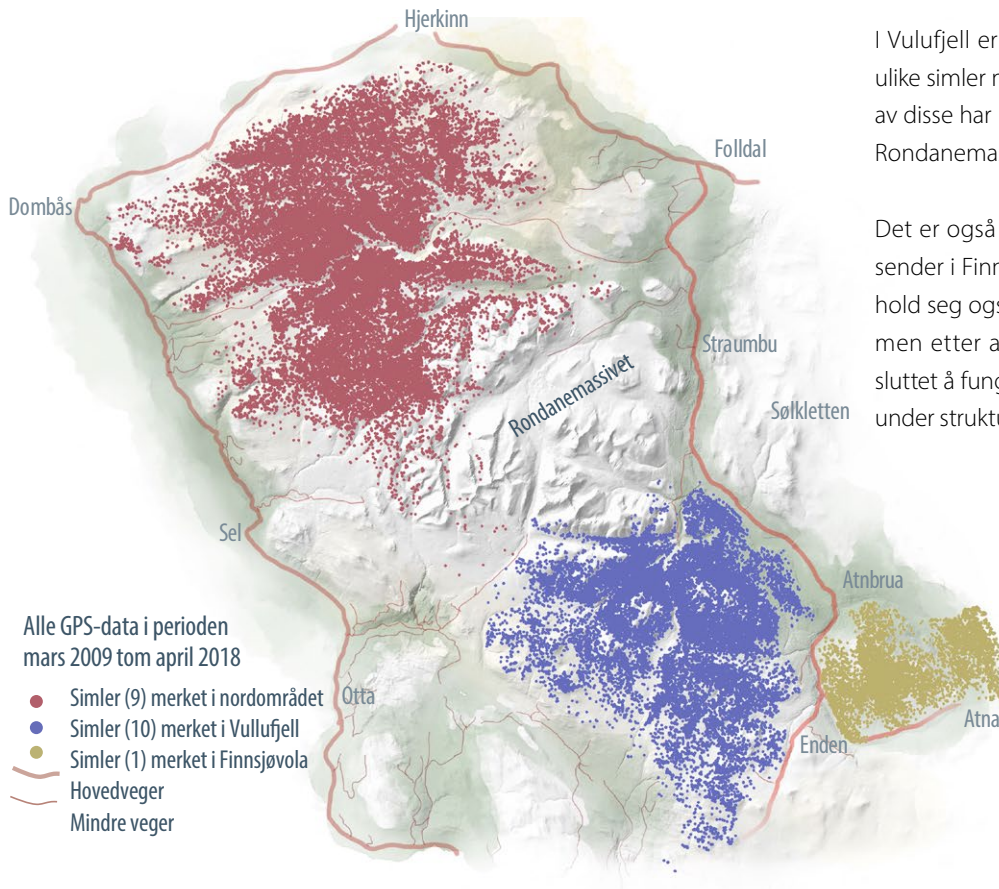 Hjerkinn
Folldal
Dombås
Straumbu
Rondanemassivet
Sølkletten
Sel
Atnbrua
Otta
Atna
Enden
Alle GPS-data i perioden
mars 2009 tom april 2018
Simler (9) merket i nordområdet
Simler (10) merket i Vullufjell
Simler (1) merket i Finnsjøvola
Hovedveger
Mindre veger
I Vulufjell er
ulike simler
av disse har
Rondanema
Det er også
sender i Finn
hold seg ogs
men etter a
sluttet å fung
under struktu